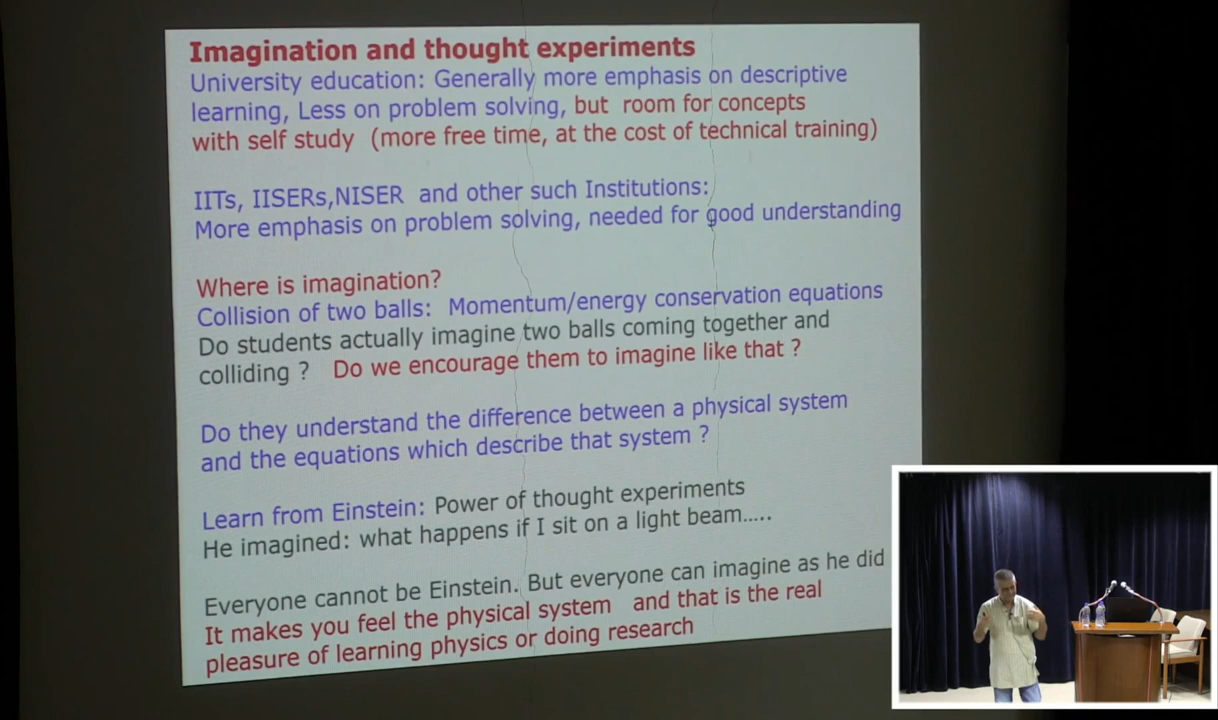 Imagination and thought experiments
University education: Generally more emphasis on descriptive
learning, Less on problem solving, but room for concepts
with self study (more free time, at the cost of technical training)
IITs, IISERs,NISER and other such Institutions:
More emphasis on problem solving, needed for good understanding
Where is imagination?
Collision of two balls: Momentum/energy conservation equations
Do students actually imagine two balls coming together and
colliding ? Do we encourage them to imagine like that ?
Do they understand the difference between a physical system
and the equations which describe that system ?
Learn from Einstein: Power of thought experiments
He imagined: what happens if I sit on a light beam.....
Everyone cannot be Einstein. But everyone can imagine as he did
It makes you feel the physical system and that is the real
pleasure of learning physics or doing research